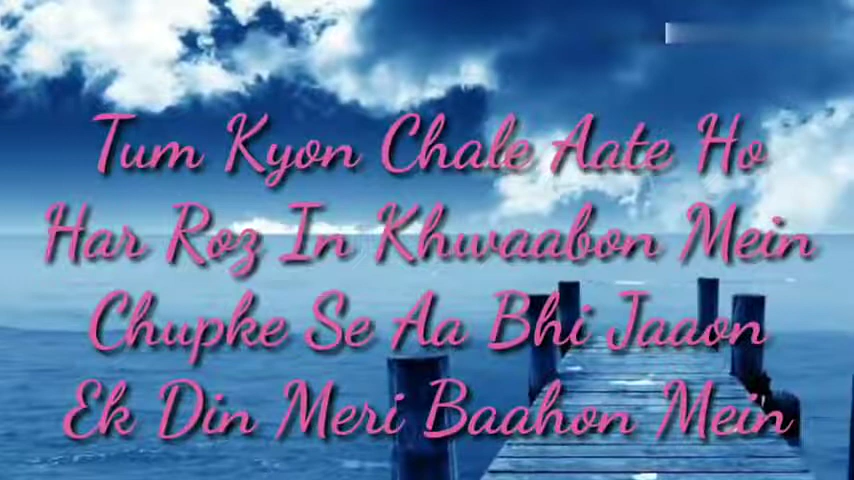 Tum Kyon Chale Aate Ho
Har Roz In Khwaabon Mein
Chupke Se Aa Bhi Jaaon
Ek Din Meri Baahon Mein